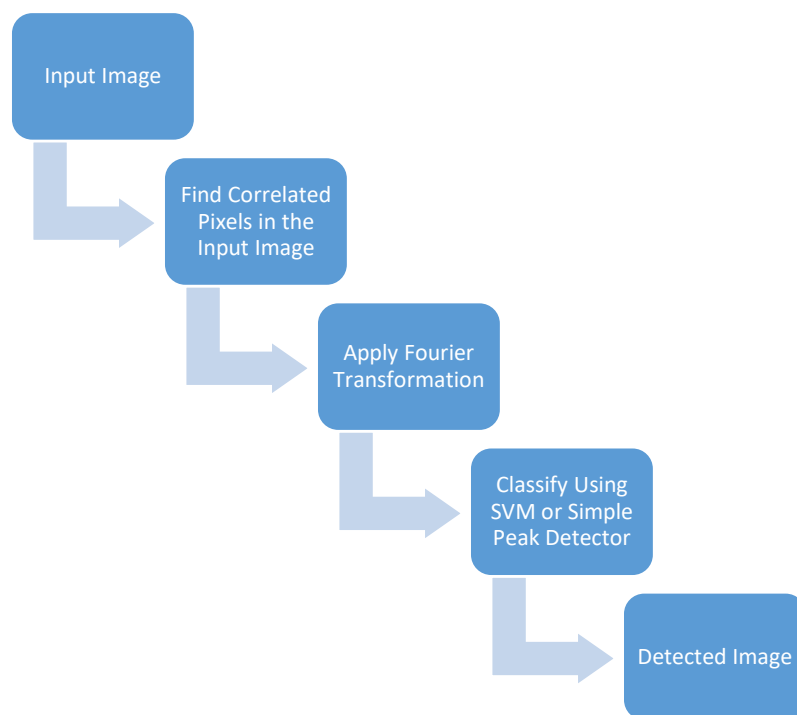 Input Image
Find Correlated
Pixels in the
Input Image
Apply Fourier
Transformation
Classify Using
SVM or Simple
Peak Detector
Detected Image